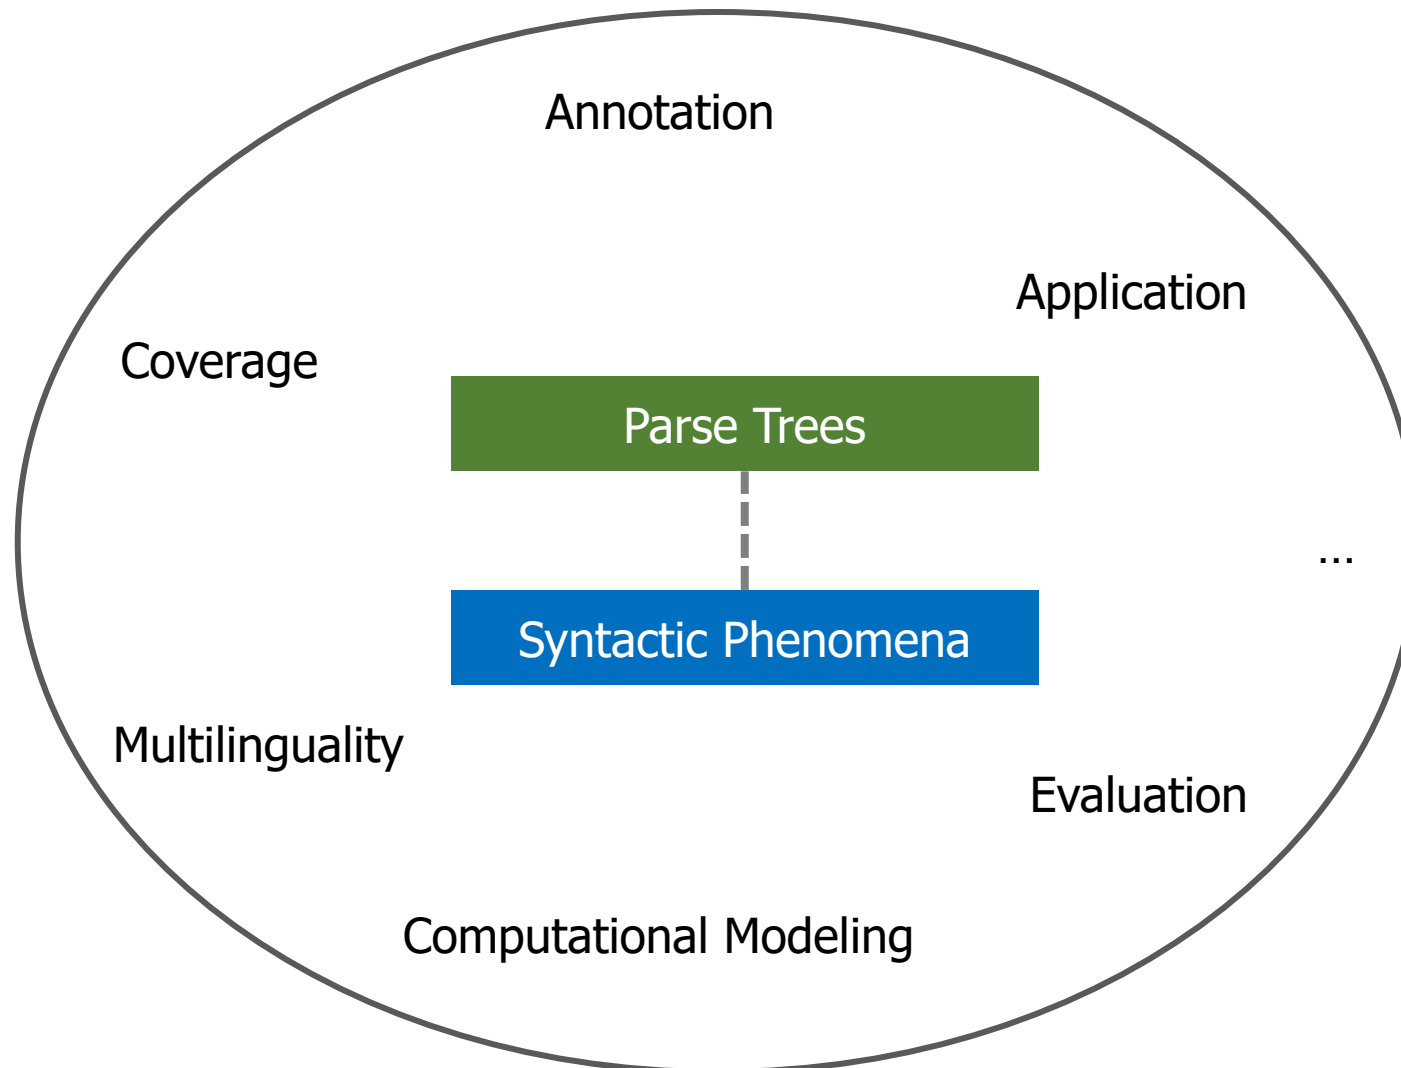 Annotation
Application
Coverage
Parse Trees
...
Syntactic Phenomena
Multilinguality
Evaluation
Computational Modeling